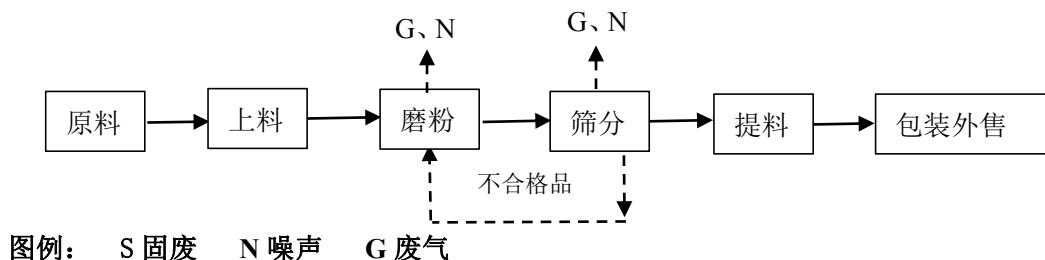 G、N G、N
原料 上料 磨粉 筛分 提料 包装外售
不合格品
图例： S 固废 N 噪声 G 废气